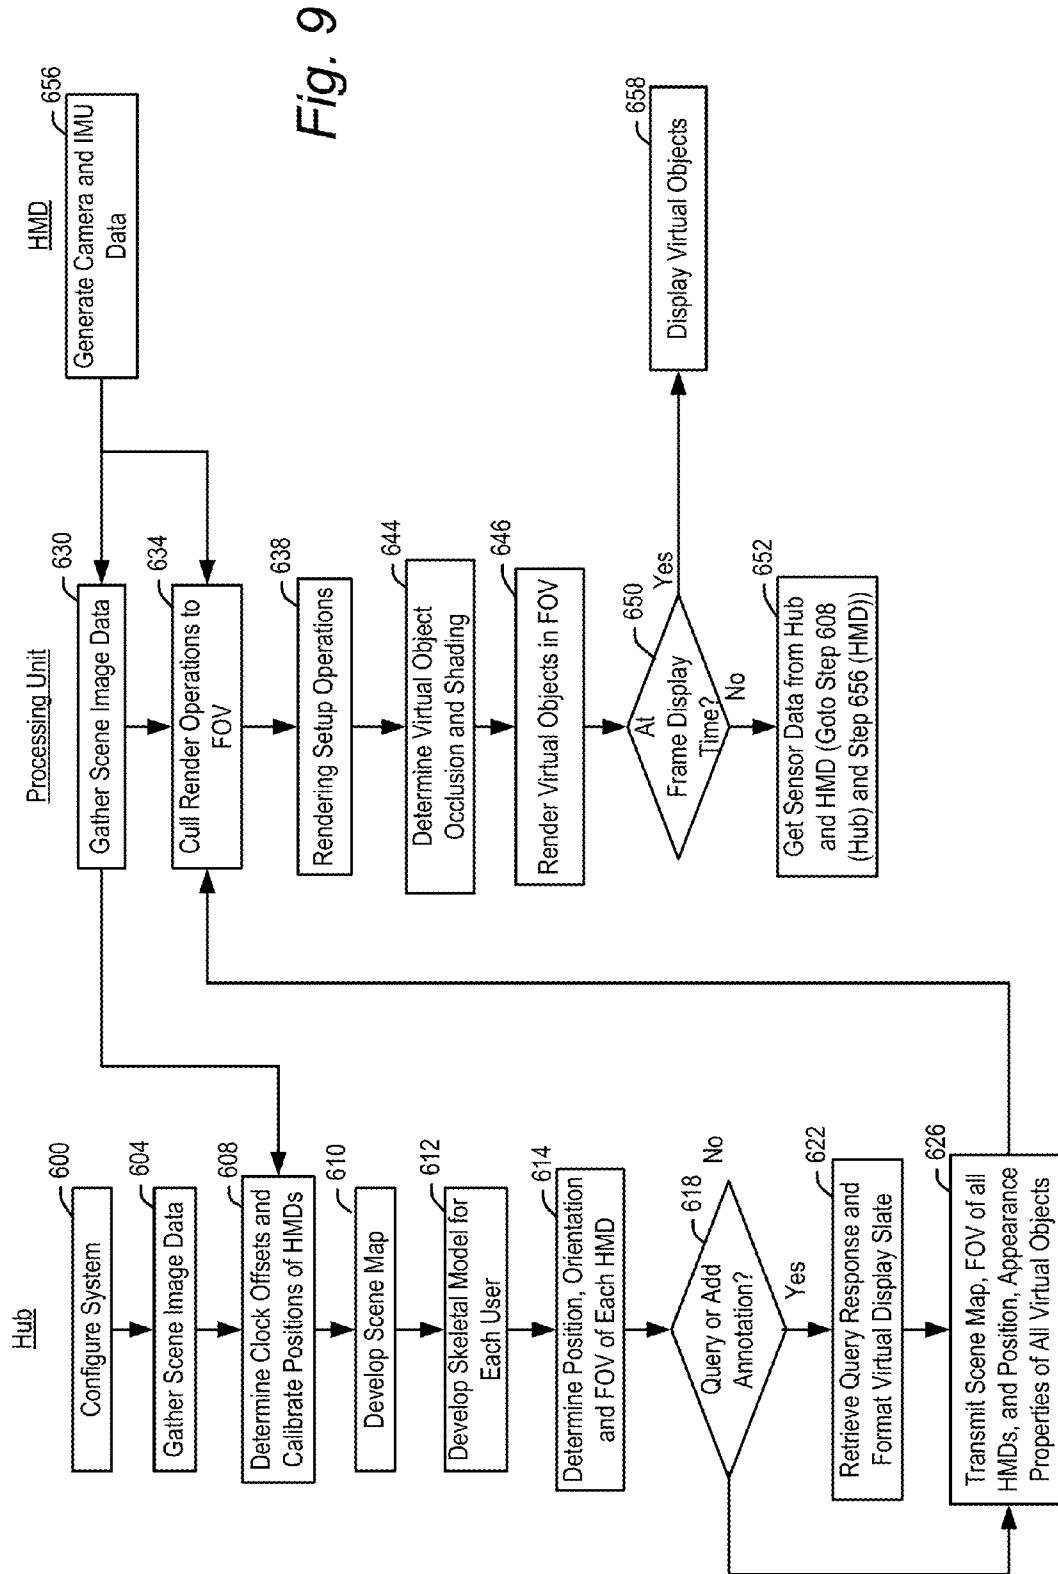 Hub
600
Configure System
604
Gather Scene Image Data
608
Determine Clock Offsets and
Calibrate Positions of HMDs
610
Develop Scene Map
612
Develop Skeletal Model for
Each User
614
Determine Position, Orientation
and FOV of Each HMD
618
Query or Add
Annotation?
No
Yes
622
Retrieve Query Response and
Format Virtual Display Slate
626
Transmit Scene Map, FOV of all
HMDs, and Position, Appearance
Properties of All Virtual Objects
Processing Unit
630
Gather Scene Image Data
634
Cull Render Operations to
FOV
638
Rendering Setup Operations
644
Determine Virtual Object
Occlusion and Shading
646
Render Virtual Objects in FOV
650
At
Frame Display
Time?
Yes
No
652
Get Sensor Data from Hub
and HMD (Goto Step 608
(Hub) and Step 656 (HMD))
HMD
656
Generate Camera and IMU
Data
658
Display Virtual Objects
Fig. 9